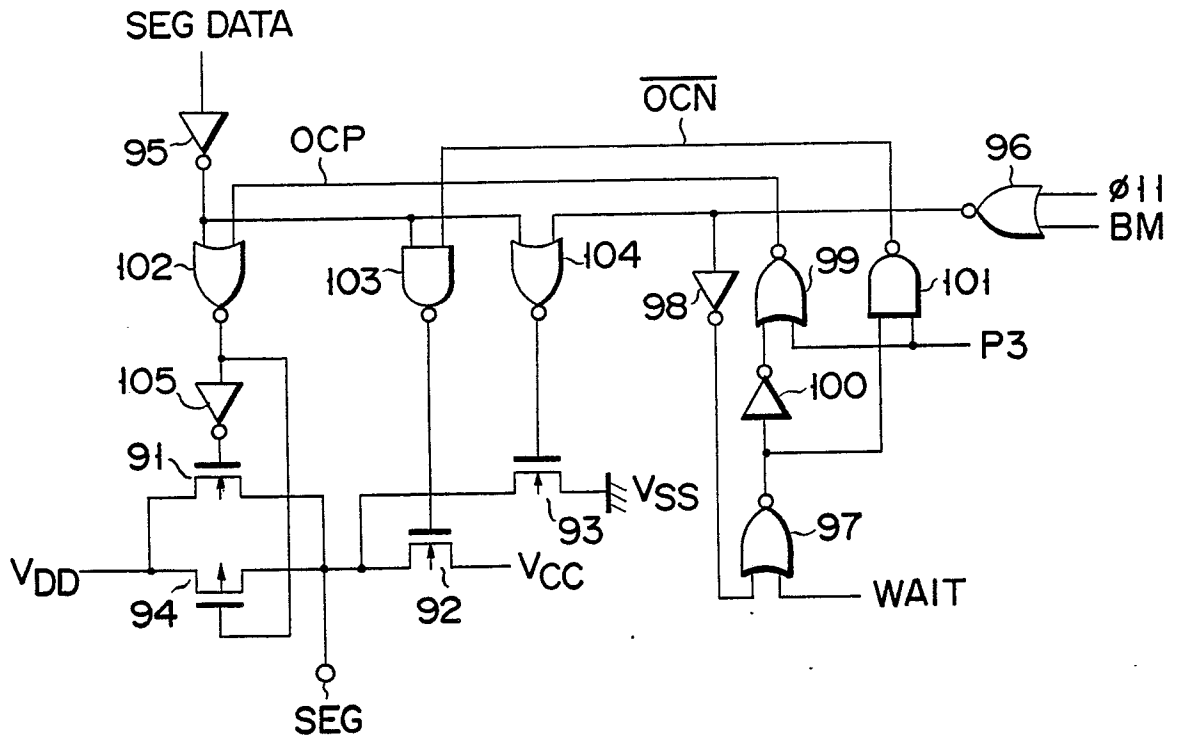 SEG DATA
OCN
95
OCP
96
ø11
BM
102
103
104
98
99
101
P3
105
100
91
93
VSS
97
VDD
94
92
VCC
WAIT
SEG